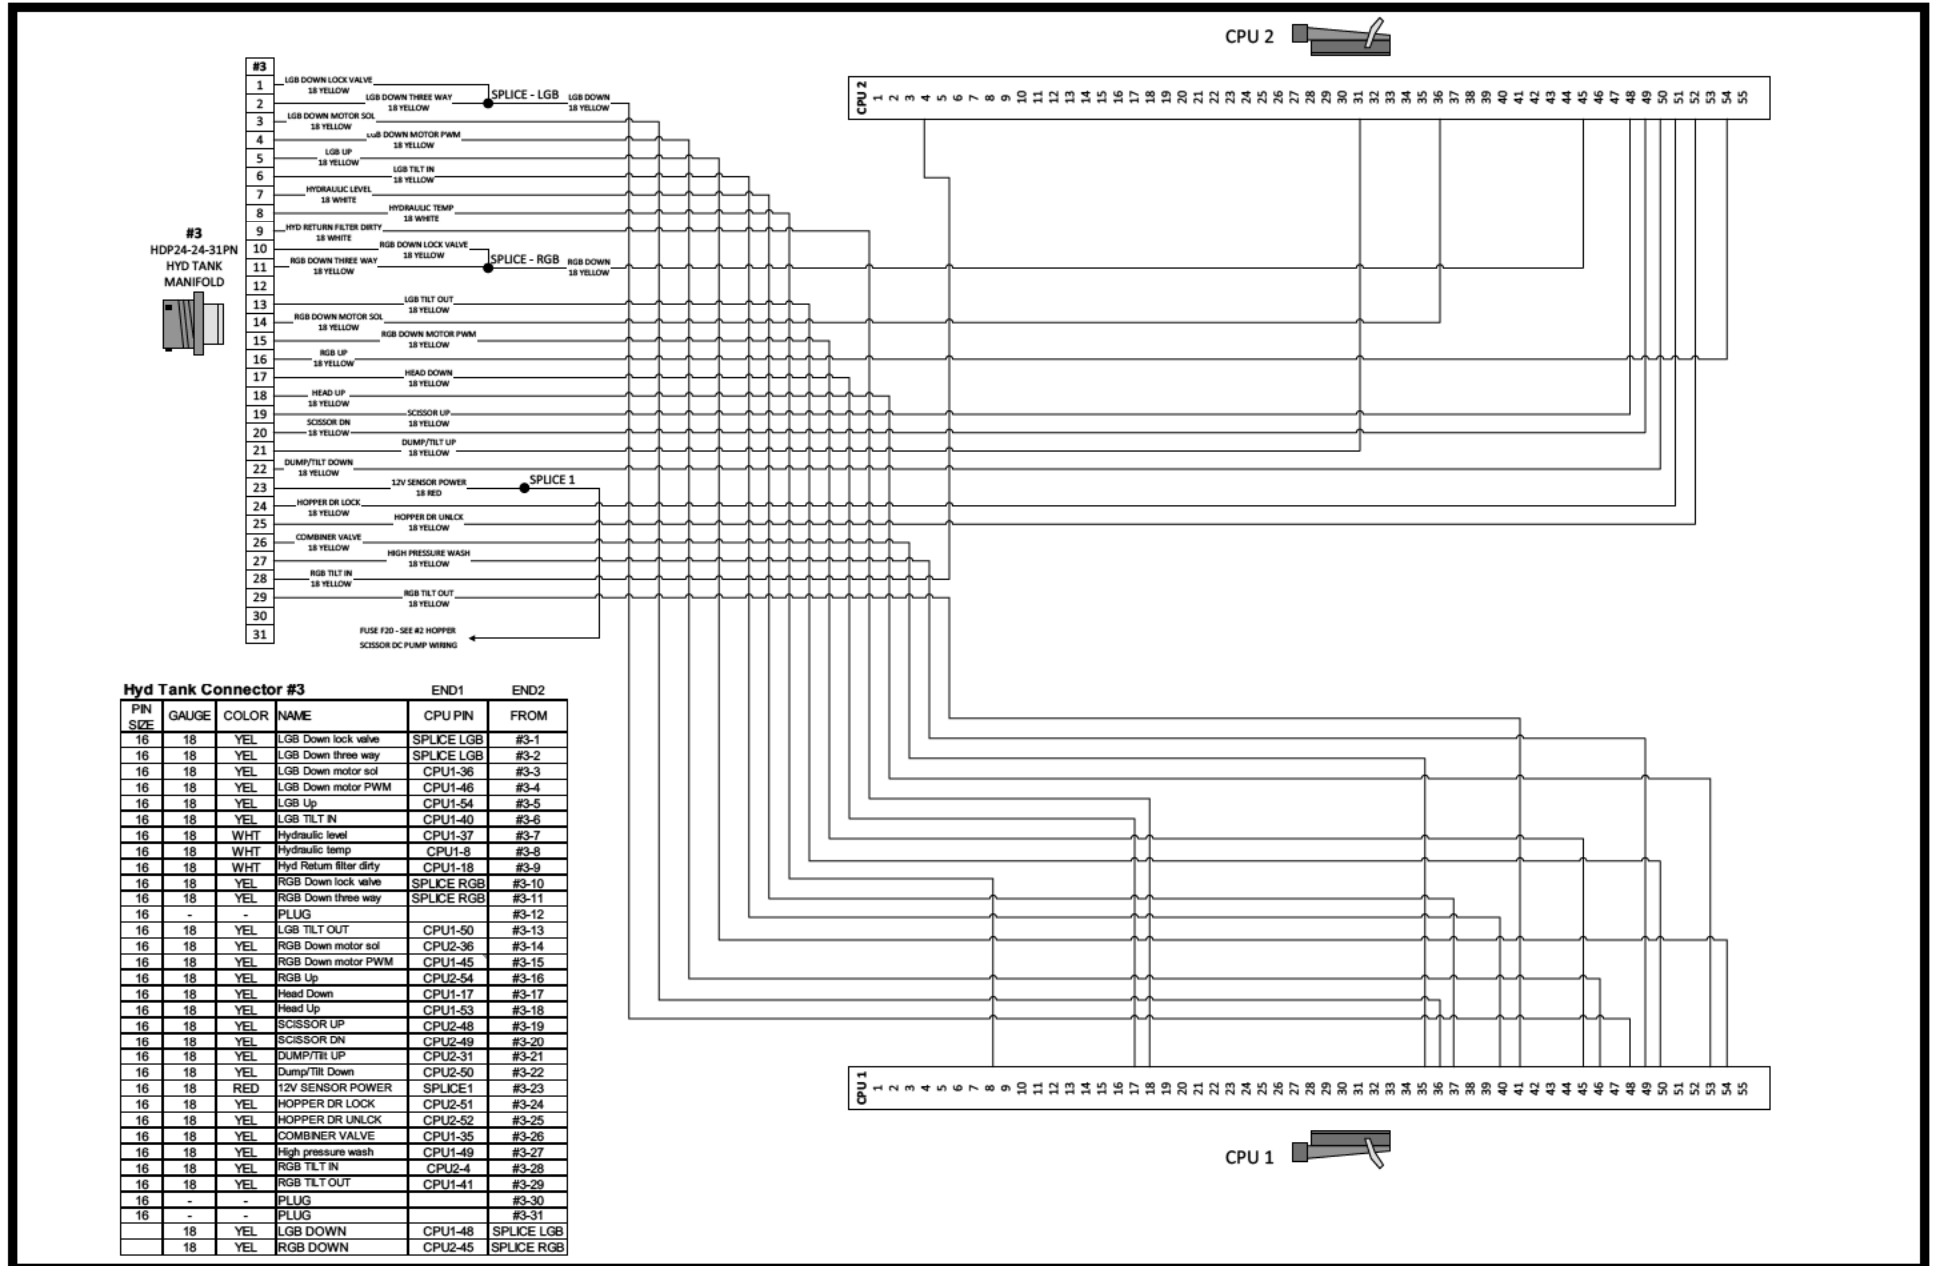 CPU 2
#3
1
2
3
4
5
6
7
8
9
10
11
12
13
14
15
16
17
18
19
20
21
22
23
24
25
26
27
28
29
30
31
LGB DOWN LOCK VALVE
18 YELLOW
LGB DOWN THREE WAY
18 YELLOW
SPLICE - LGB
LGB DOWN
18 YELLOW
LGB DOWN MOTOR SOL
18 YELLOW
LGB DOWN MOTOR PWM
18 YELLOW
LGB UP
18 YELLOW
LGB TILT IN
18 YELLOW
HYDRAULIC LEVEL
18 WHITE
HYDRAULIC TEMP
18 WHITE
HYD RETURN FILTER DIRTY
18 WHITE
RGB DOWN LOCK VALVE
18 YELLOW
RGB DOWN THREE WAY
18 YELLOW
SPLICE - RGB
RGB DOWN
18 YELLOW
LGB TILT OUT
18 YELLOW
RGB DOWN MOTOR SOL
18 YELLOW
RGB DOWN MOTOR PWM
18 YELLOW
RGB UP
18 YELLOW
HEAD DOWN
18 YELLOW
HEAD UP
18 YELLOW
SCISSOR UP
18 YELLOW
SCISSOR DN
18 YELLOW
DUMP/TILT UP
18 YELLOW
DUMP/TILT DOWN
18 YELLOW
12V SENSOR POWER
18 RED
SPLICE 1
HOPPER DR LOCK
18 YELLOW
HOPPER DR UNLCK
18 YELLOW
COMBINER VALVE
18 YELLOW
HIGH PRESSURE WASH
18 YELLOW
RGB TILT IN
18 YELLOW
RGB TILT OUT
18 YELLOW
FUSE F20 - SEE #2 HOPPER
SCISSOR DC PUMP WIRING
#3
HDP24-24-31PN
HYD TANK
MANIFOLD
CPU 2 1 2 3 4 5 6 7 8 9 10 11 12 13 14 15 16 17 18 19 20 21 22 23 24 25 26 27 28 29 30 31 32 33 34 35 36 37 38 39 40 41 42 43 44 45 46 47 48 49 50 51 52 53 54 55
Hyd Tank Connector #3 END1 END2
PIN SIZE GAUGE COLOR NAME CPU PIN FROM
16 18 YEL LGB Down lock valve SPLICE LGB #3-1
16 18 YEL LGB Down three way SPLICE LGB #3-2
16 18 YEL LGB Down motor sol CPU1-36 #3-3
16 18 YEL LGB Down motor PWM CPU1-46 #3-4
16 18 YEL LGB Up CPU1-54 #3-5
16 18 YEL LGB TILT IN CPU1-40 #3-6
16 18 WHT Hydraulic level CPU1-37 #3-7
16 18 WHT Hydraulic temp CPU1-8 #3-8
16 18 WHT Hyd Return filter dirty CPU1-18 #3-9
16 18 YEL RGB Down lock valve SPLICE RGB #3-10
16 18 YEL RGB Down three way SPLICE RGB #3-11
16 - - PLUG #3-12
16 18 YEL LGB TILT OUT CPU1-50 #3-13
16 18 YEL RGB Down motor sol CPU2-36 #3-14
16 18 YEL RGB Down motor PWM CPU1-45 #3-15
16 18 YEL RGB Up CPU2-54 #3-16
16 18 YEL Head Down CPU1-17 #3-17
16 18 YEL Head Up CPU1-53 #3-18
16 18 YEL SCISSOR UP CPU2-48 #3-19
16 18 YEL SCISSOR DN CPU2-49 #3-20
16 18 YEL DUMP/Tilt UP CPU2-31 #3-21
16 18 YEL Dump/Tilt Down CPU2-50 #3-22
16 18 RED 12V SENSOR POWER SPLICE1 #3-23
16 18 YEL HOPPER DR LOCK CPU2-51 #3-24
16 18 YEL HOPPER DR UNLCK CPU2-52 #3-25
16 18 YEL COMBINER VALVE CPU1-35 #3-26
16 18 YEL High pressure wash CPU1-49 #3-27
16 18 YEL RGB TILT IN CPU2-4 #3-28
16 18 YEL RGB TILT OUT CPU1-41 #3-29
16 - - PLUG #3-30
16 - - PLUG #3-31
18 YEL LGB DOWN CPU1-48 SPLICE LGB
18 YEL RGB DOWN CPU2-45 SPLICE RGB
CPU 1 1 2 3 4 5 6 7 8 9 10 11 12 13 14 15 16 17 18 19 20 21 22 23 24 25 26 27 28 29 30 31 32 33 34 35 36 37 38 39 40 41 42 43 44 45 46 47 48 49 50 51 52 53 54 55
CPU 1